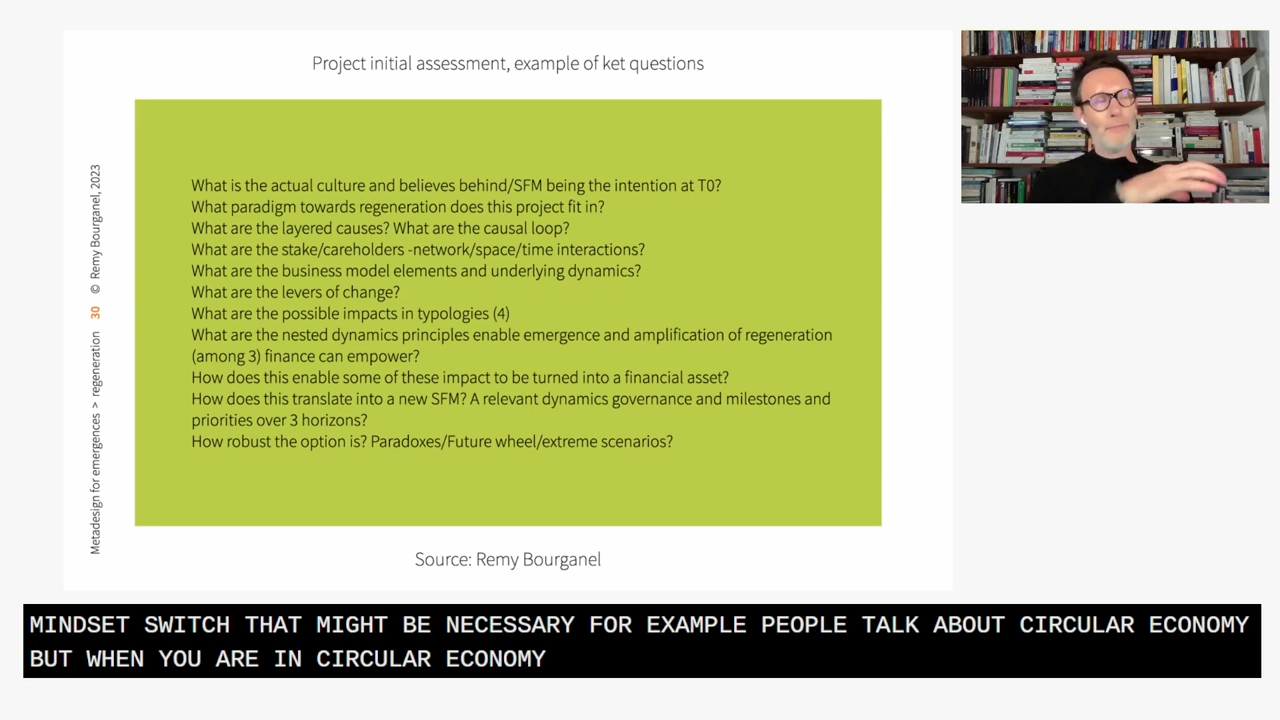 Project initial assessment, example of ket questions
What is the actual culture and believes behind/SFM being the intention at T0?
What paradigm towards regeneration does this project fit in?
What are the layered causes? What are the causal loop?
What are the stake/careholders -network/space/time interactions?
What are the business model elements and underlying dynamics?
What are the levers of change?
What are the possible impacts in typologies (4)
What are the nested dynamics principles enable emergence and amplification of regeneration
(among 3) finance can empower?
How does this enable some of these impact to be turned into a financial asset?
How does this translate into a new SFM? A relevant dynamics governance and milestones and
priorities over 3 horizons?
How robust the option is? Paradoxes/Future wheel/extreme scenarios?
Source: Remy Bourganel
Metadesign for emergences > regeneration 30 © Remy Bourganel, 2023
MINDSET SWITCH THAT MIGHT BE NECESSARY FOR EXAMPLE PEOPLE TALK ABOUT CIRCULAR ECONOMY
BUT WHEN YOU ARE IN CIRCULAR ECONOMY